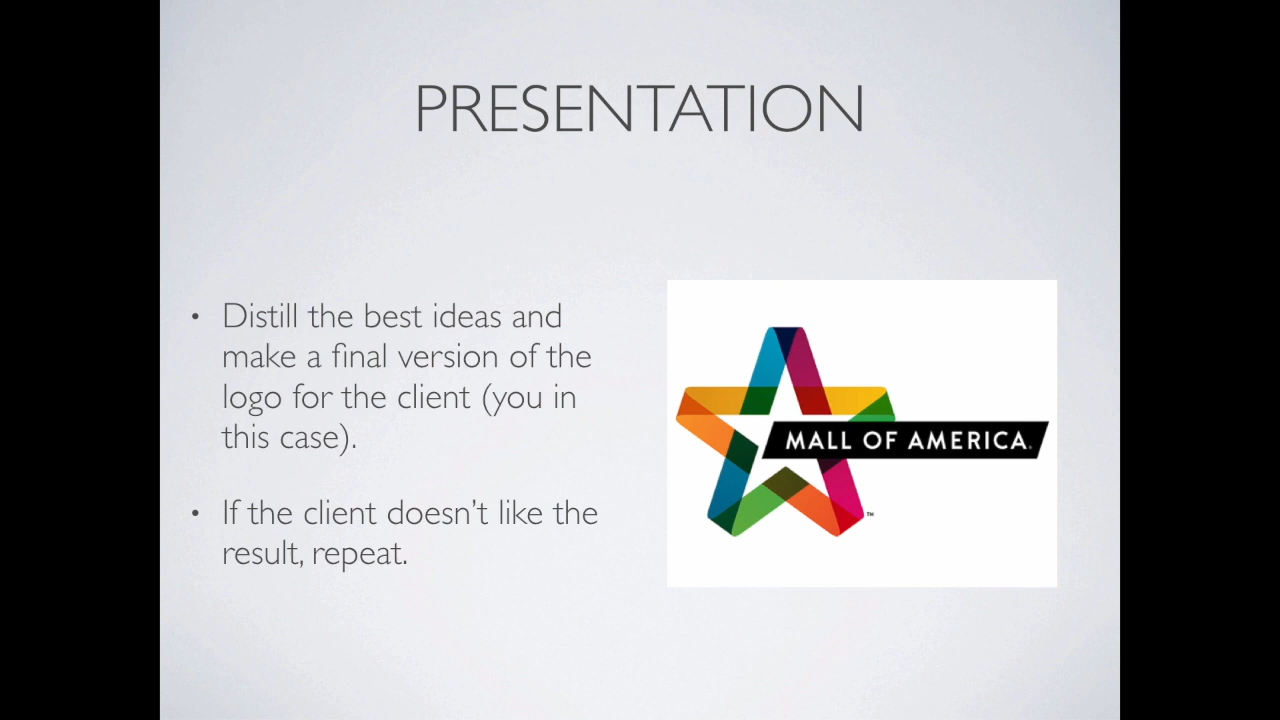 PRESENTATION
• Distill the best ideas and
make a final version of the
logo for the client (you in
this case).
• If the client doesn't like the
result, repeat.
MALL OF AMERICA®
™